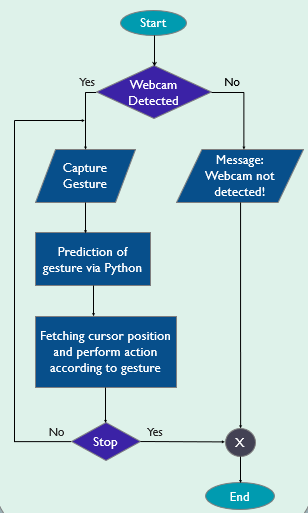 Start
Yes
Webcam
Detected
No
Capture
Gesture
Message:
Webcam not
detected!
Prediction of
gesture via Python
Fetching cursor position
and perform action
according to gesture
No
Stop
Yes
X
End